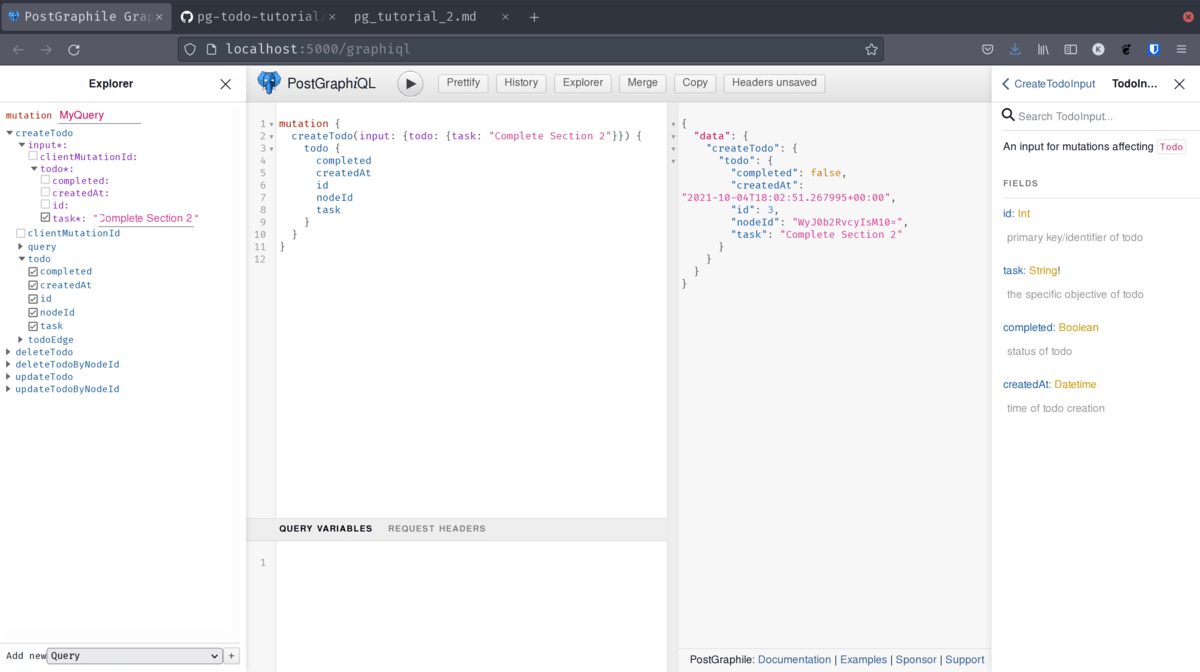 PostGraphile Grap
pg-todo-tutorial/
pg_tutorial_2.md
localhost:5000/graphiql
K
Explorer
mutation MyQuery
createTodo
input*:
clientMutationId:
todo*:
completed:
createdAt:
id:
task*: "Complete Section 2 "
clientMutationId
query
todo
completed
createdAt
id
nodeId
task
todoEdge
deleteTodo
deleteTodoByNodeId
updateTodo
updateTodoByNodeId
Add new Query +
PostGraphiQL
Prettify History Explorer Merge Copy Headers unsaved
1 mutation {
2 createTodo(input: {todo: {task: "Complete Section 2"}}) {
3 todo {
4 completed
5 createdAt
6 id
7 nodeId
8 task
9 }
10 }
11 }
12
QUERY VARIABLES REQUEST HEADERS
1
{
"data": {
"createTodo": {
"todo": {
"completed": false,
"createdAt":
"2021-10-04T18:02:51.267995+00:00",
"id": 3,
"nodeId": "WyJ0b2RvcyIsM10=",
"task": "Complete Section 2"
}
}
}
}
PostGraphile: Documentation | Examples | Sponsor | Support
CreateTodoInput TodoIn...
Search TodoInput...
An input for mutations affecting Todo
FIELDS
id: Int
primary key/identifier of todo
task: String!
the specific objective of todo
completed: Boolean
status of todo
createdAt: Datetime
time of todo creation